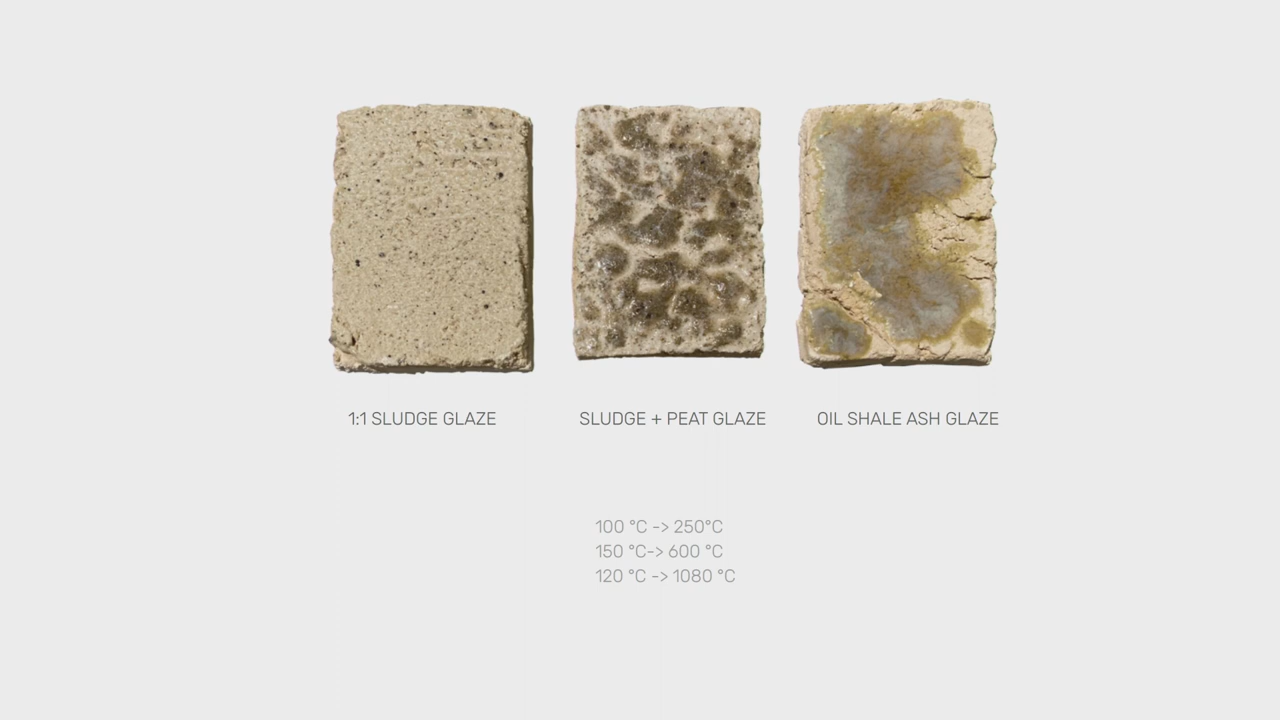 1:1 SLUDGE GLAZE
SLUDGE + PEAT GLAZE
OIL SHALE ASH GLAZE
100 °C -> 250°C
150 °C-> 600 °C
120 °C -> 1080 °C